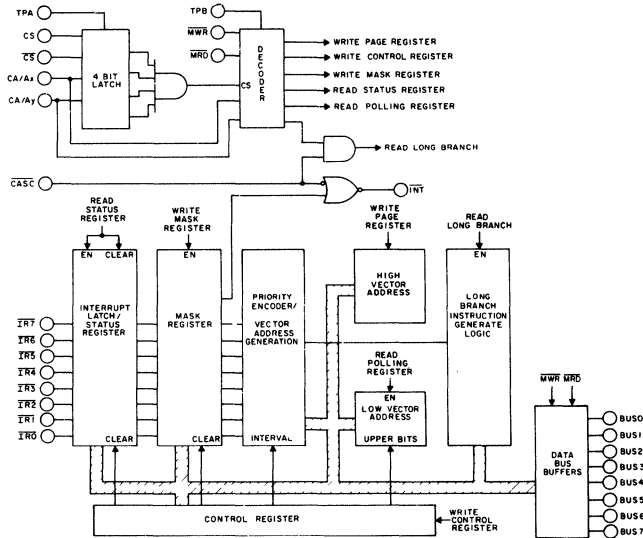 TPA
CS
CS
CA/Ax
CA/Ay
4 BIT
LATCH
TPB
MWR
MRD
CS
DECODER
WRITE PAGE REGISTER
WRITE CONTROL REGISTER
WRITE MASK REGISTER
READ STATUS REGISTER
READ POLLING REGISTER
READ LONG BRANCH
CASC
INT
READ
STATUS
REGISTER
WRITE
MASK
REGISTER
WRITE
PAGE
REGISTER
READ
LONG BRANCH
EN CLEAR
INTERRUPT
LATCH/
STATUS
REGISTER
CLEAR
EN
MASK
REGISTER
CLEAR
PRIORITY
ENCODER/
VECTOR
ADDRESS
GENERATION
INTERVAL
HIGH
VECTOR
ADDRESS
READ
POLLING
REGISTER
EN
LOW VECTOR
ADDRESS
UPPER BITS
EN
LONG
BRANCH
INSTRUCTION
GENERATE
LOGIC
IR7
IR6
IR5
IR4
IR3
IR2
IR1
IR0
MWR MRD
DATA
BUS
BUFFERS
BUS0
BUS1
BUS2
BUS3
BUS4
BUS5
BUS6
BUS7
CONTROL REGISTER
WRITE
CONTROL
REGISTER